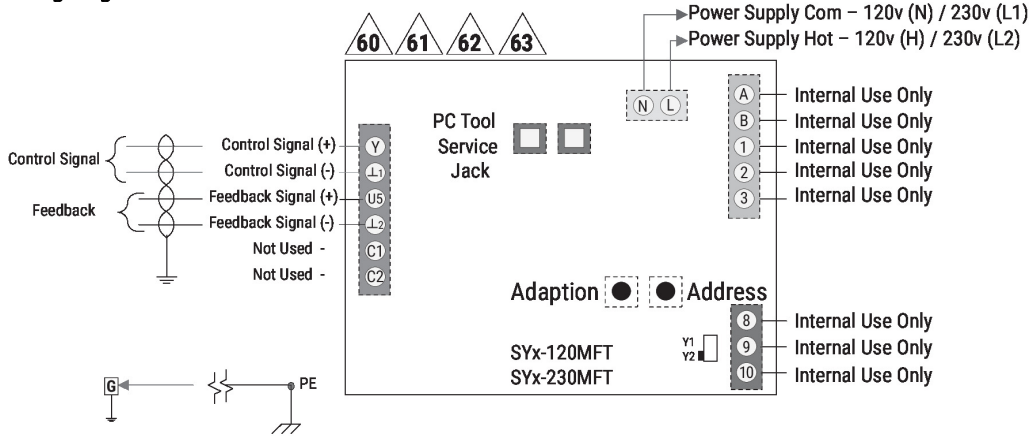 Power Supply Com – 120v (N) / 230v (L1)
Power Supply Hot – 120v (H) / 230v (L2)
60 61 62 63
N L
A Internal Use Only
B Internal Use Only
1 Internal Use Only
2 Internal Use Only
3 Internal Use Only
PC Tool
Service
Jack
Control Signal
Feedback
Control Signal (+) Y
Control Signal (-) ⊥1
Feedback Signal (+) U5
Feedback Signal (-) ⊥2
Not Used - C1
Not Used - C2
Adaption Address
8 Internal Use Only
9 Internal Use Only
10 Internal Use Only
Y1
Y2
SYx-120MFT
SYx-230MFT
G PE